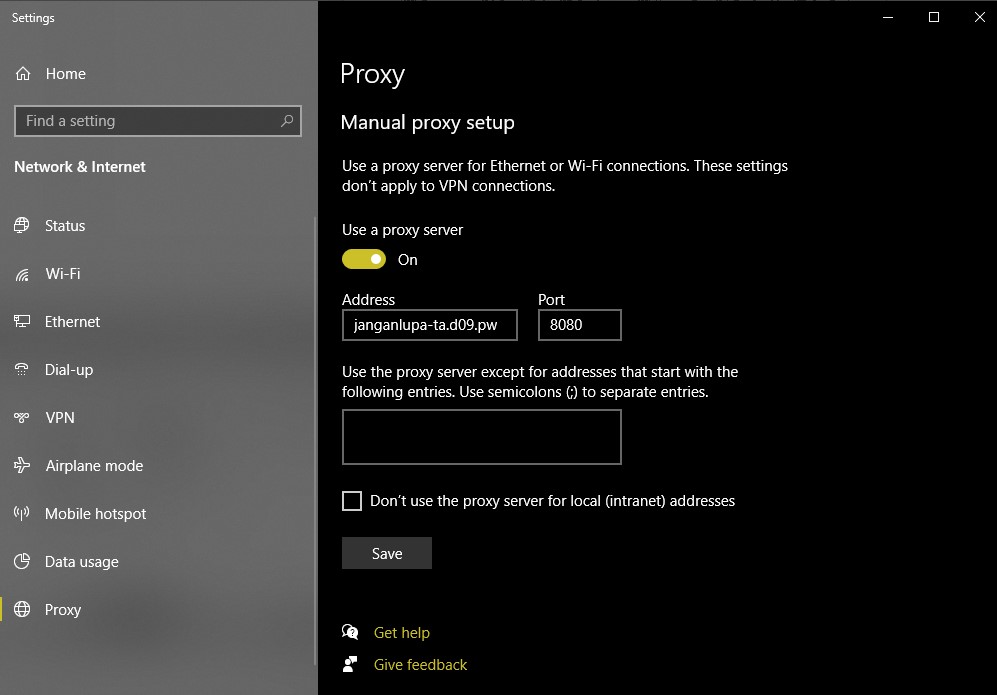 Settings
Home
Find a setting
Network & Internet
Status
Wi-Fi
Ethernet
Dial-up
VPN
Airplane mode
Mobile hotspot
Data usage
Proxy
Proxy
Manual proxy setup
Use a proxy server for Ethernet or Wi-Fi connections. These settings
don't apply to VPN connections.
Use a proxy server
On
Address Port
janganlupa-ta.d09.pw 8080
Use the proxy server except for addresses that start with the
following entries. Use semicolons (;) to separate entries.
Don't use the proxy server for local (intranet) addresses
Save
Get help
Give feedback